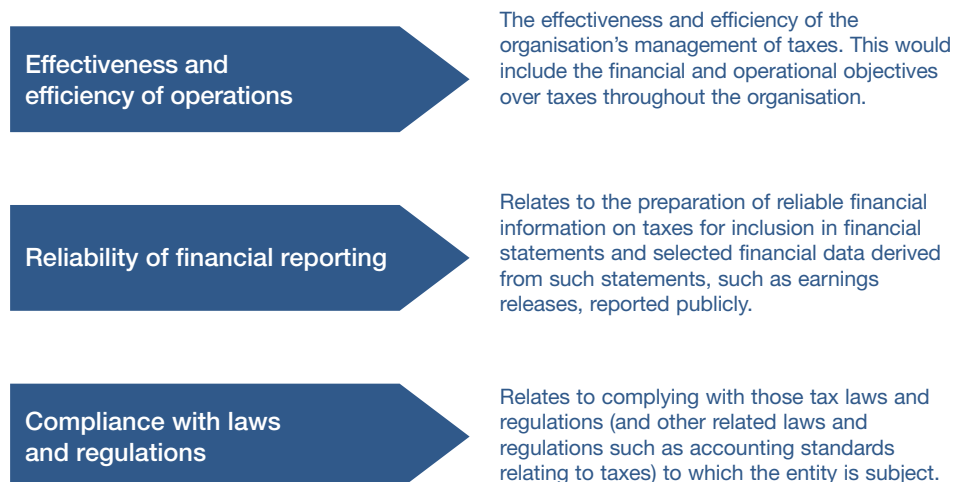 Effectiveness and
efficiency of operations
The effectiveness and efficiency of the
organisation’s management of taxes. This would
include the financial and operational objectives
over taxes throughout the organisation.
Reliability of financial reporting
Relates to the preparation of reliable financial
information on taxes for inclusion in financial
statements and selected financial data derived
from such statements, such as earnings
releases, reported publicly.
Compliance with laws
and regulations
Relates to complying with those tax laws and
regulations (and other related laws and
regulations such as accounting standards
relating to taxes) to which the entity is subject.